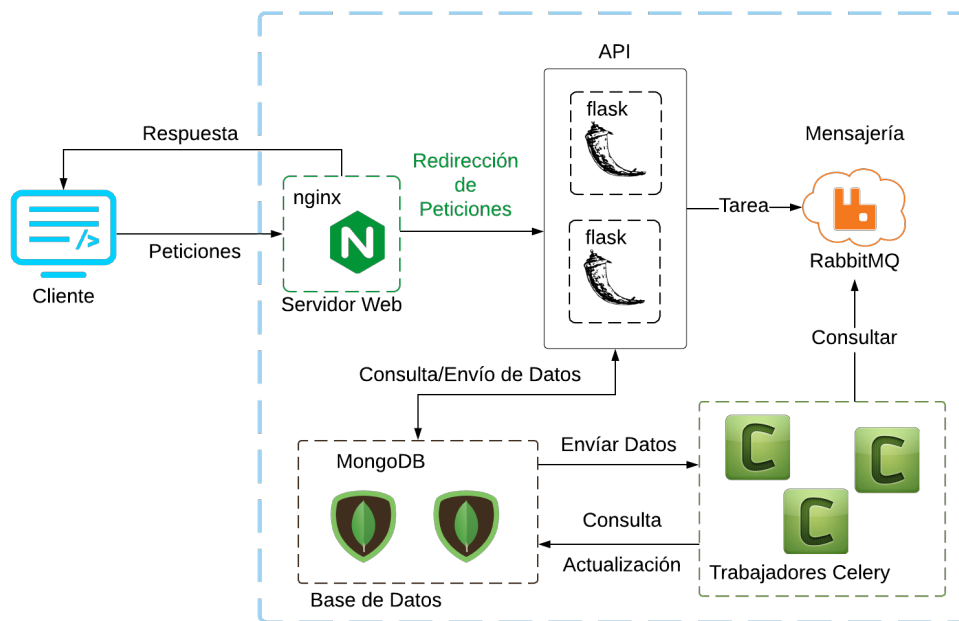 API
flask
Respuesta
Mensajería
Redirección
de
Peticiones
nginx
Tarea
</>
flask
Peticiones
RabbitMQ
Cliente
Servidor Web
Consultar
Consulta/Envío de Datos
Envíar Datos
MongoDB
C
C
C
Consulta
Actualización
Trabajadores Celery
Base de Datos
N